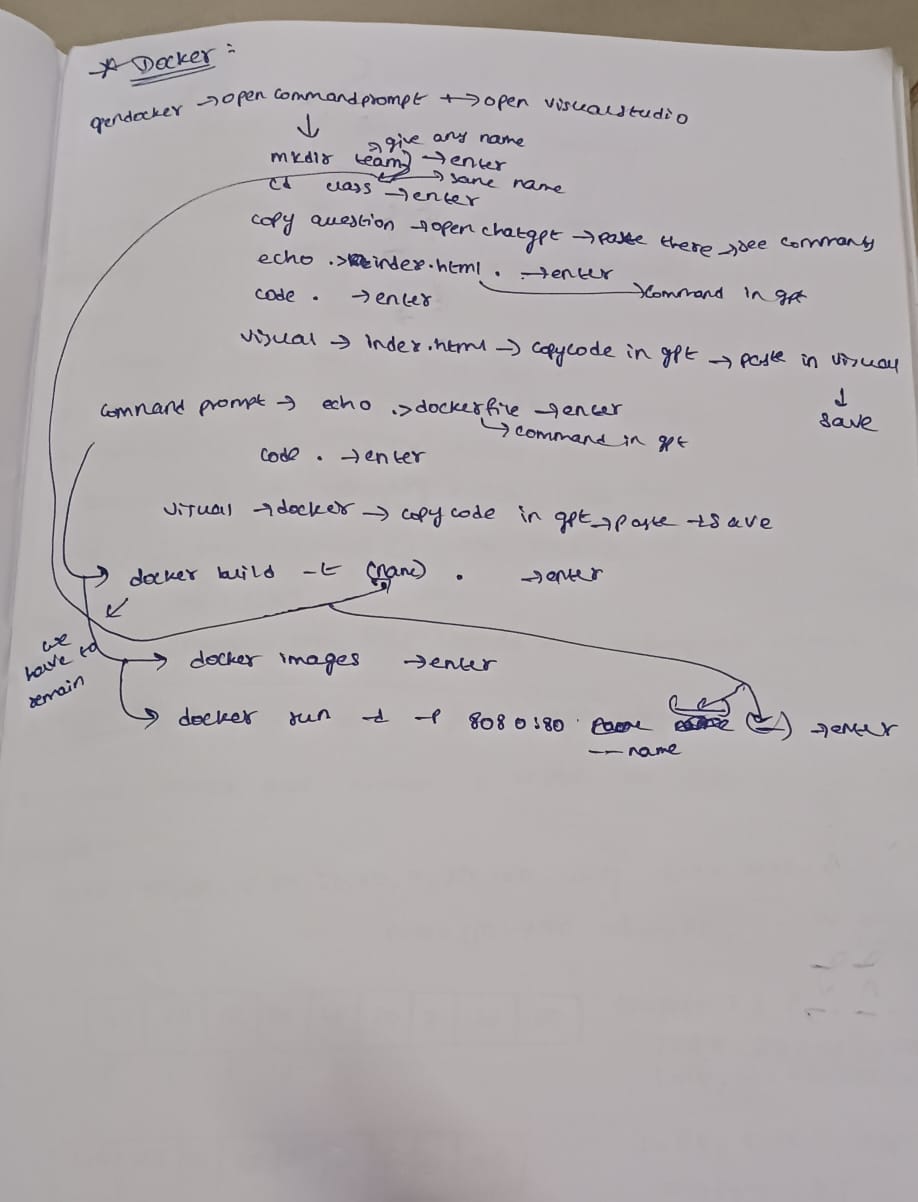 * Docker :
opendocker → open commandprompt → open visualstudio
→ give any name
mkdir team → enter
→ same name
cd class → enter
copy question → open chatgpt → paste there → see commands
echo .> index.html . → enter
→ command in gpt
code . → enter
visual → index.html → copycode in gpt → paste in visual
↓
save
command prompt → echo .> dockerfire → enter
→ command in gpt
code . → enter
visual → docker → copy code in gpt → paste → save
→ docker build -t (name) . → enter
we
have to
remain
→ docker images → enter
→ docker run -d -p 8080:80 ( ) → enter
-- name